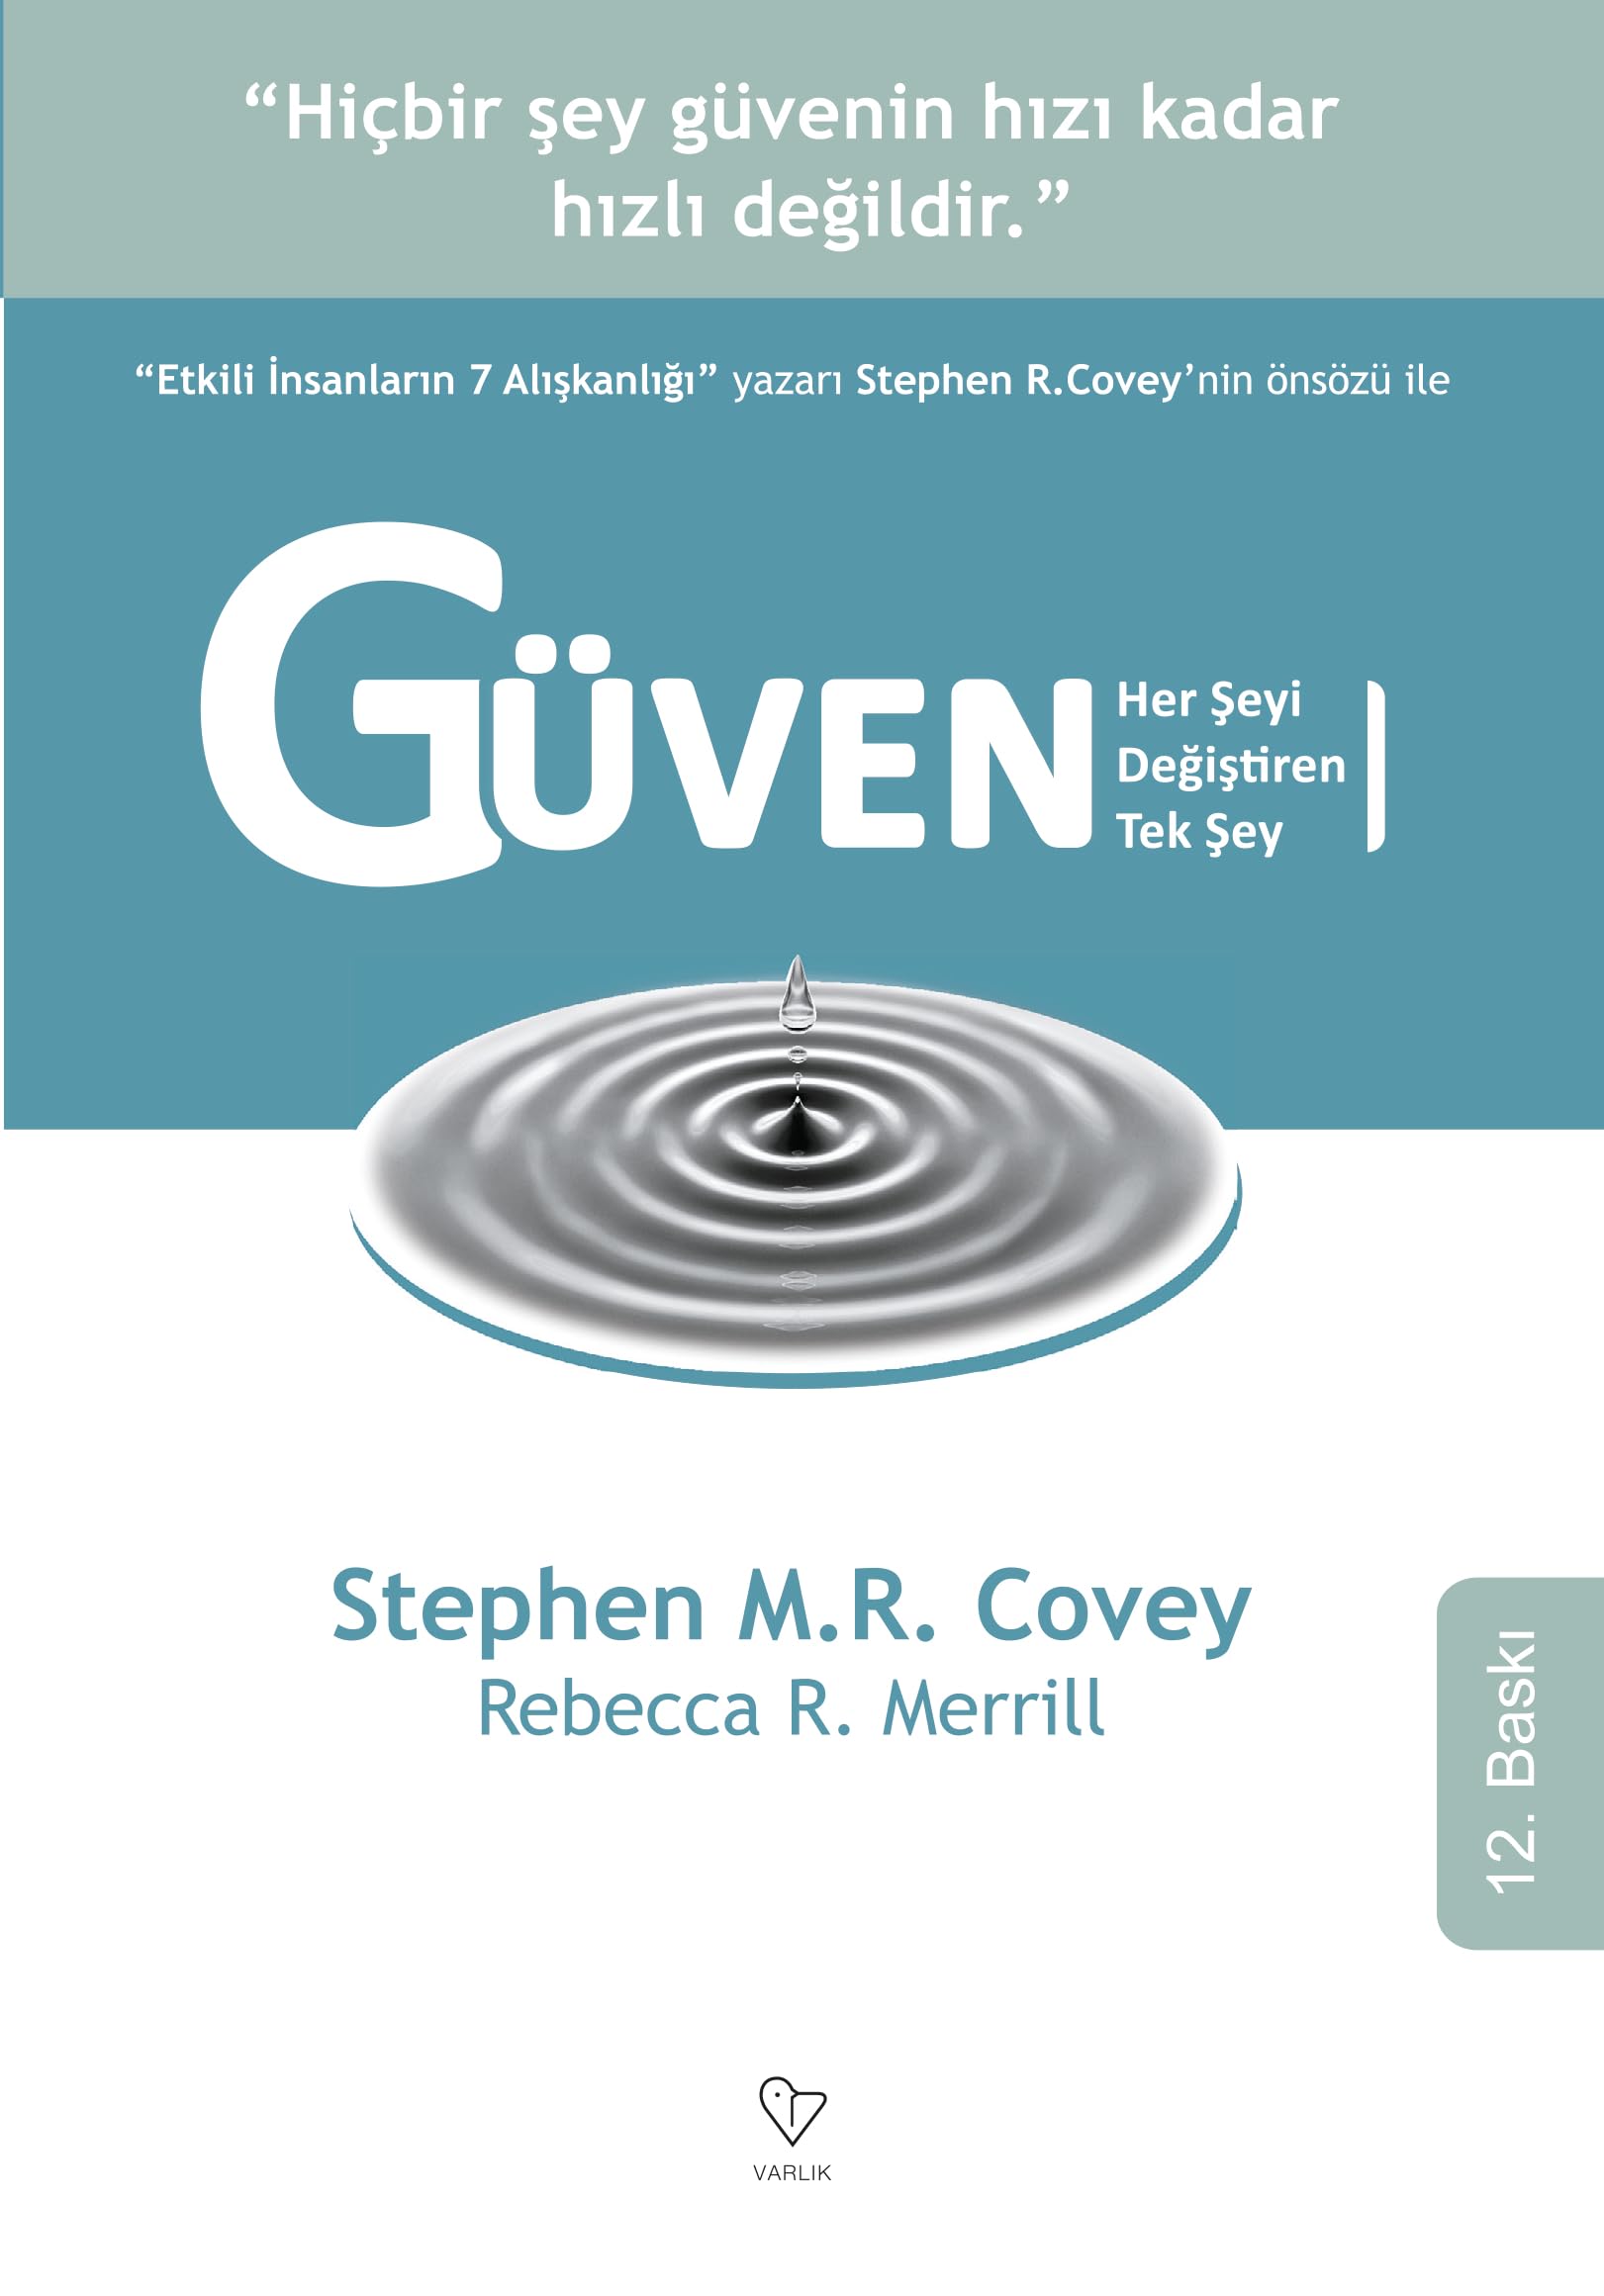 “Hiçbir şey güvenin hızı kadar
hızlı değildir.”
“Etkili İnsanların 7 Alışkanlığı” yazarı Stephen R.Covey’nin önsözü ile
GÜVEN
Her Şeyi
Değiştiren
Tek Şey
Stephen M.R. Covey
Rebecca R. Merrill
12. Baskı
VARLIK